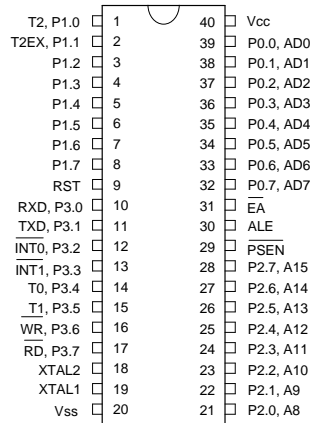 T2, P1.0 1 40 Vcc
T2EX, P1.1 2 39 P0.0, AD0
P1.2 3 38 P0.1, AD1
P1.3 4 37 P0.2, AD2
P1.4 5 36 P0.3, AD3
P1.5 6 35 P0.4, AD4
P1.6 7 34 P0.5, AD5
P1.7 8 33 P0.6, AD6
RST 9 32 P0.7, AD7
RXD, P3.0 10 31 E̅A̅
TXD, P3.1 11 30 ALE
I̅N̅T̅0̅, P3.2 12 29 P̅S̅E̅N̅
I̅N̅T̅1̅, P3.3 13 28 P2.7, A15
T0, P3.4 14 27 P2.6, A14
T1, P3.5 15 26 P2.5, A13
W̅R̅, P3.6 16 25 P2.4, A12
R̅D̅, P3.7 17 24 P2.3, A11
XTAL2 18 23 P2.2, A10
XTAL1 19 22 P2.1, A9
Vss 20 21 P2.0, A8